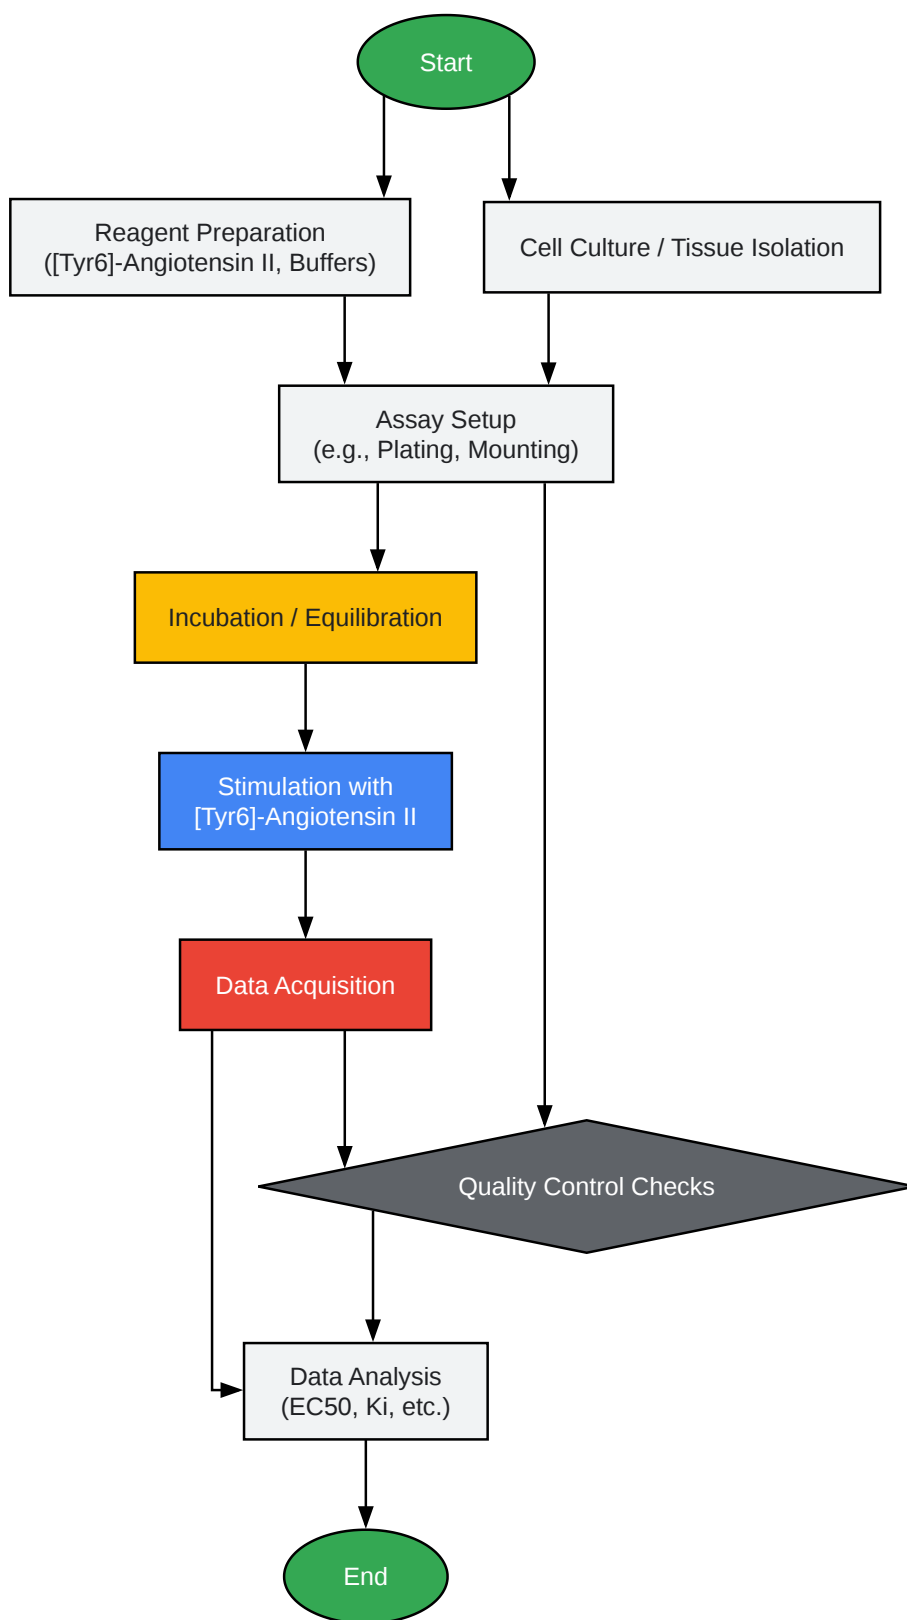 Start
Reagent Preparation
([Tyr6]-Angiotensin II, Buffers)
Cell Culture / Tissue Isolation
Assay Setup
(e.g., Plating, Mounting)
Incubation / Equilibration
Stimulation with
[Tyr6]-Angiotensin II
Data Acquisition
Quality Control Checks
Data Analysis
(EC50, Ki, etc.)
End